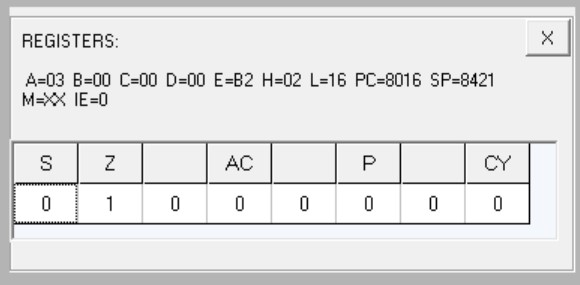 REGISTERS:
X
A=03 B=00 C=00 D=00 E=B2 H=02 L=16 PC=8016 SP=8421
M=XX IE=0
S Z AC P CY
0 1 0 0 0 0 0 0